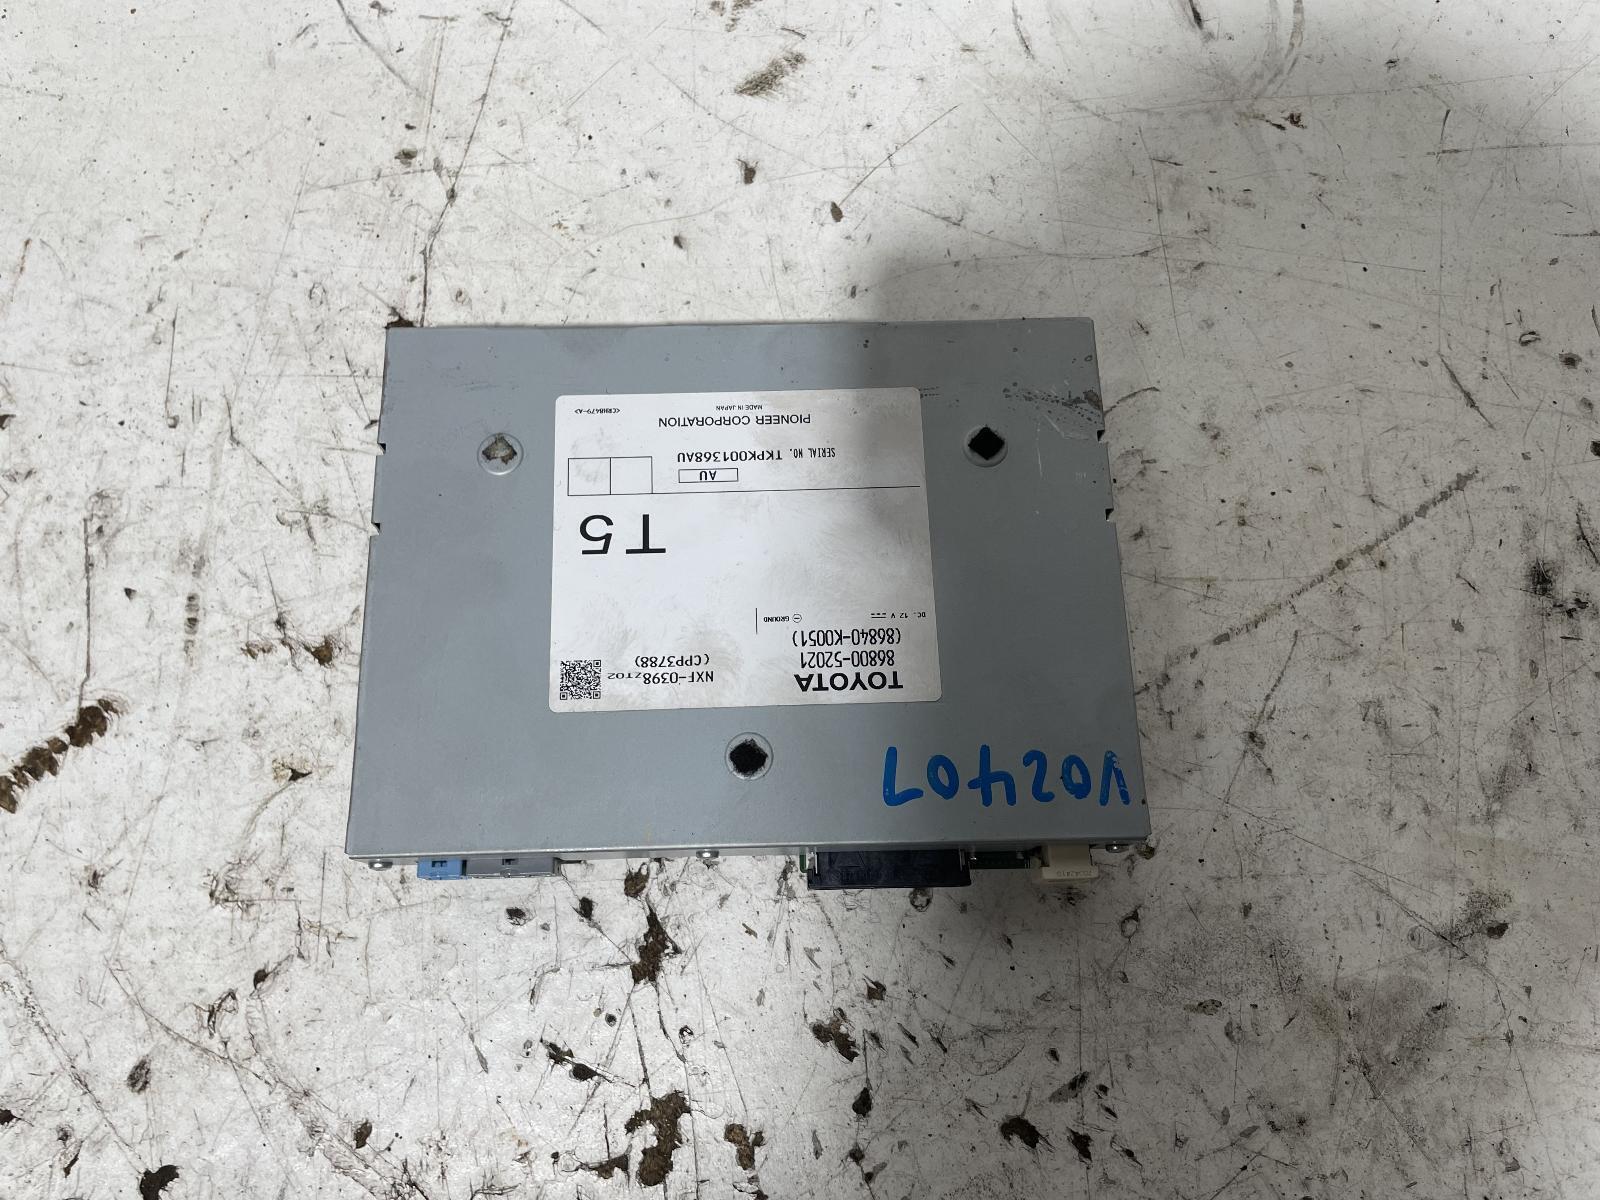 TOYOTA
86800-52021
(86840-K0051)
NXF-0398ZT02
(CPP3788)
DC. 12 V
GROUND
T5
AU
SERIAL NO. TKPK001368AU
PIONEER CORPORATION
MADE IN JAPAN
<CRH8479-A>
V02407